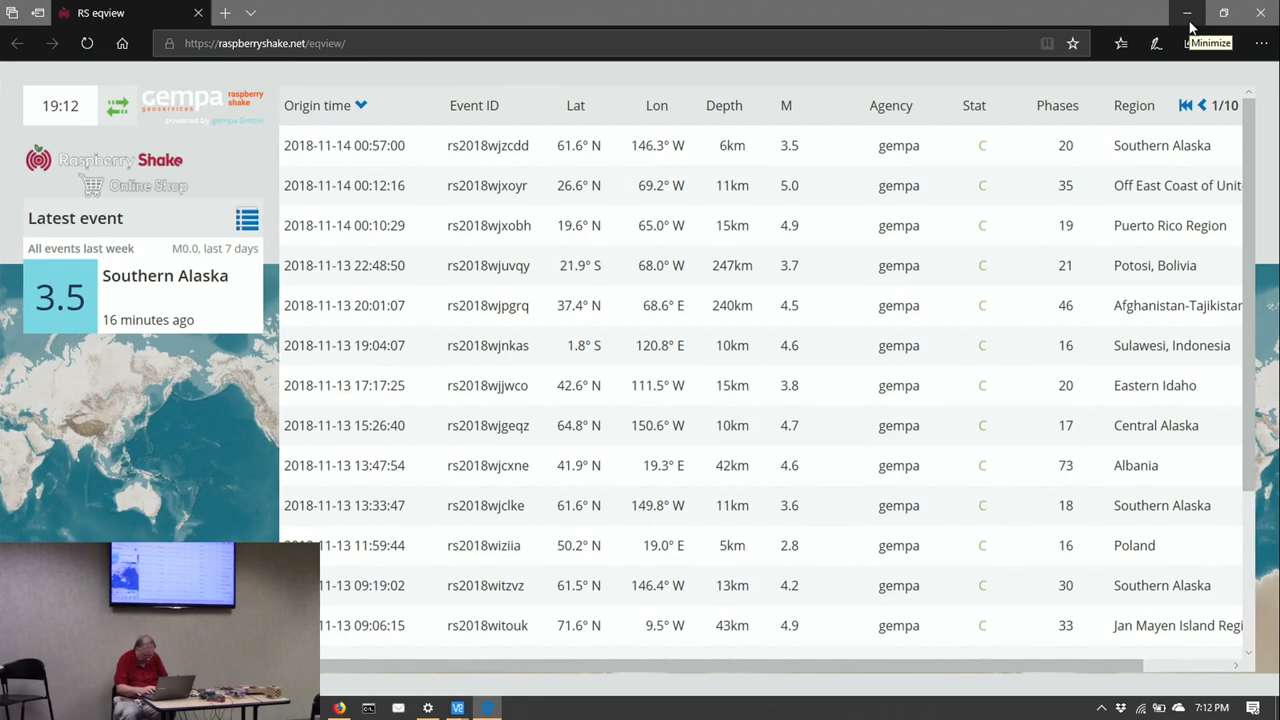 RS eqview
https://raspberryshake.net/eqview/
Minimize
19:12
gempa
geoservices
raspberry
shake
powered by gempa GmbH
Raspberry Shake
Online Shop
Latest event
All events last week M0.0, last 7 days
3.5
Southern Alaska
16 minutes ago
Origin time Event ID Lat Lon Depth M Agency Stat Phases Region 1/10
2018-11-14 00:57:00 rs2018wjzcdd 61.6° N 146.3° W 6km 3.5 gempa C 20 Southern Alaska
2018-11-14 00:12:16 rs2018wjxoyr 26.6° N 69.2° W 11km 5.0 gempa C 35 Off East Coast of Unit
2018-11-14 00:10:29 rs2018wjxobh 19.6° N 65.0° W 15km 4.9 gempa C 19 Puerto Rico Region
2018-11-13 22:48:50 rs2018wjuvqy 21.9° S 68.0° W 247km 3.7 gempa C 21 Potosi, Bolivia
2018-11-13 20:01:07 rs2018wjpgrq 37.4° N 68.6° E 240km 4.5 gempa C 46 Afghanistan-Tajikistan
2018-11-13 19:04:07 rs2018wjnkas 1.8° S 120.8° E 10km 4.6 gempa C 16 Sulawesi, Indonesia
2018-11-13 17:17:25 rs2018wjjwco 42.6° N 111.5° W 15km 3.8 gempa C 20 Eastern Idaho
2018-11-13 15:26:40 rs2018wjgeqz 64.8° N 150.6° W 10km 4.7 gempa C 17 Central Alaska
2018-11-13 13:47:54 rs2018wjcxne 41.9° N 19.3° E 42km 4.6 gempa C 73 Albania
2018-11-13 13:33:47 rs2018wjclke 61.6° N 149.8° W 11km 3.6 gempa C 18 Southern Alaska
11-13 11:59:44 rs2018wiziia 50.2° N 19.0° E 5km 2.8 gempa C 16 Poland
11-13 09:19:02 rs2018witzvz 61.5° N 146.4° W 13km 4.2 gempa C 30 Southern Alaska
11-13 09:06:15 rs2018witouk 71.6° N 9.5° W 43km 4.9 gempa C 33 Jan Mayen Island Regi
7:12 PM